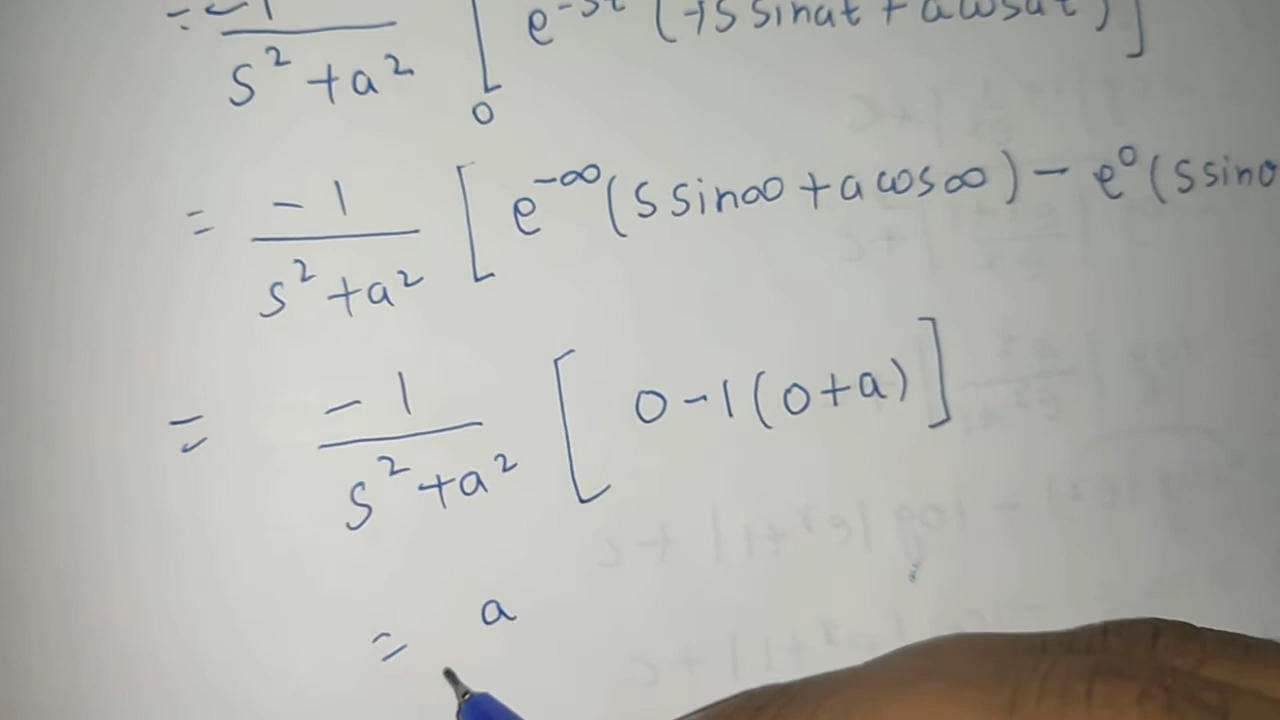 = -1/(s²+a²) [₀ e^-st (+s sinat + a cosat)]
= -1/(s²+a²) [e^-∞ (s sin∞ + a cos∞) - e⁰ (s sin0
= -1/(s²+a²) [0-1(0+a)]
= a